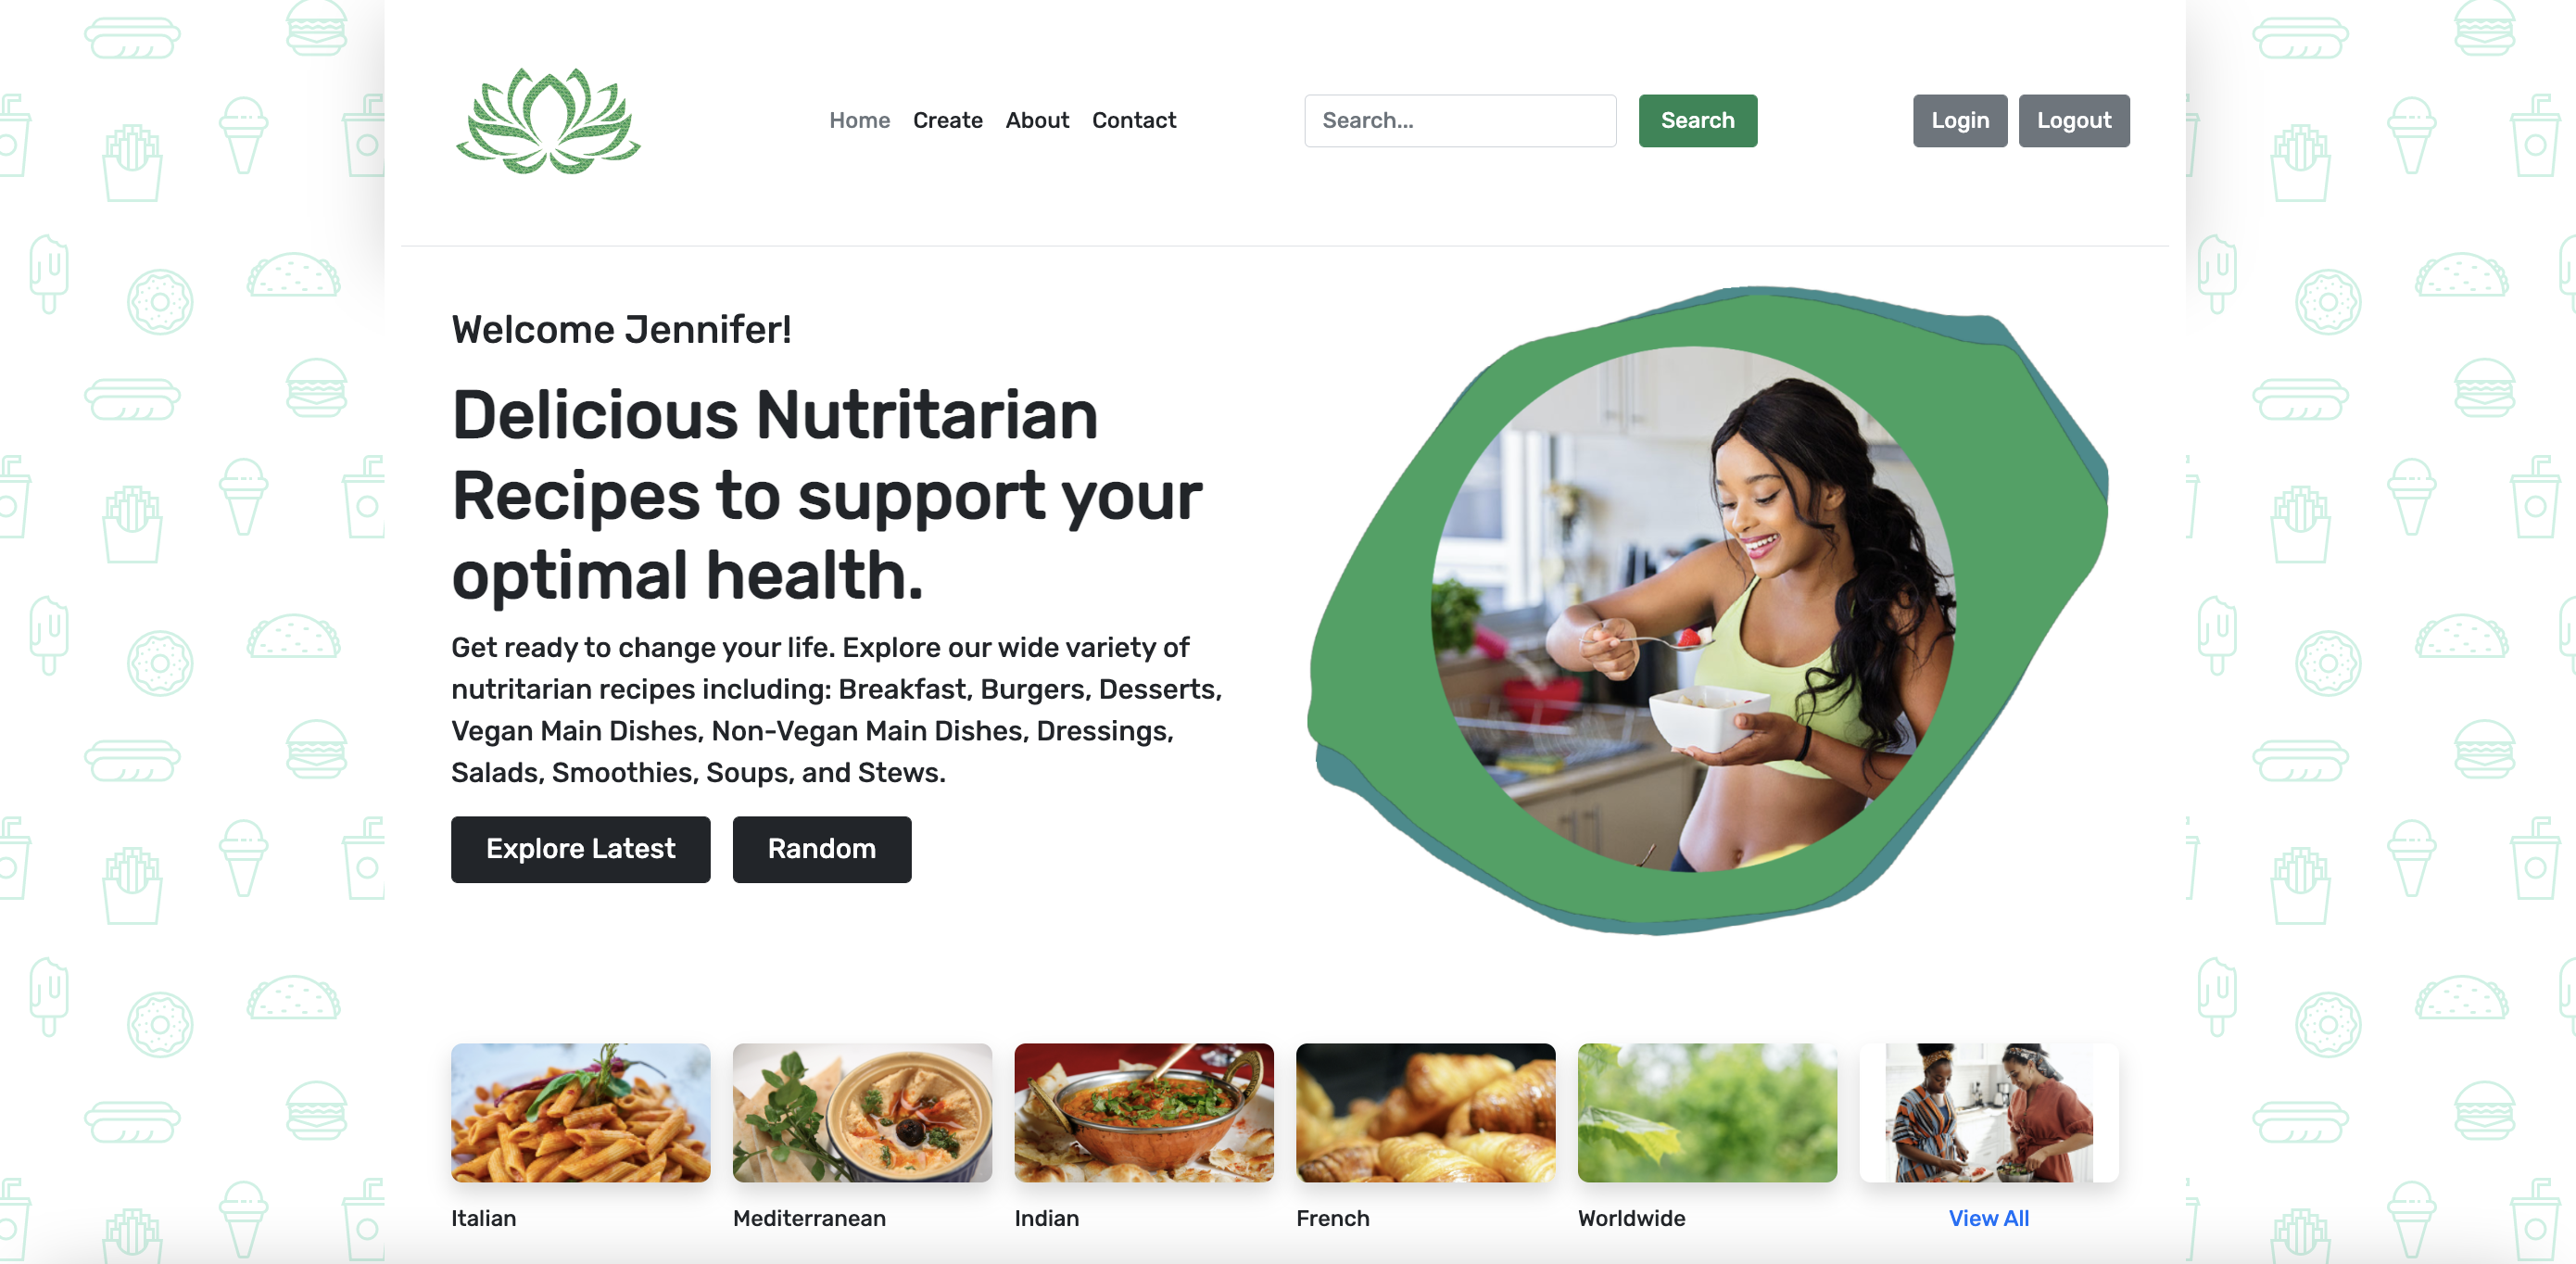 Home Create About Contact Search... Search Login Logout
Welcome Jennifer!
Delicious Nutritarian
Recipes to support your
optimal health.
Get ready to change your life. Explore our wide variety of
nutritarian recipes including: Breakfast, Burgers, Desserts,
Vegan Main Dishes, Non-Vegan Main Dishes, Dressings,
Salads, Smoothies, Soups, and Stews.
Explore Latest Random
Italian Mediterranean Indian French Worldwide View All